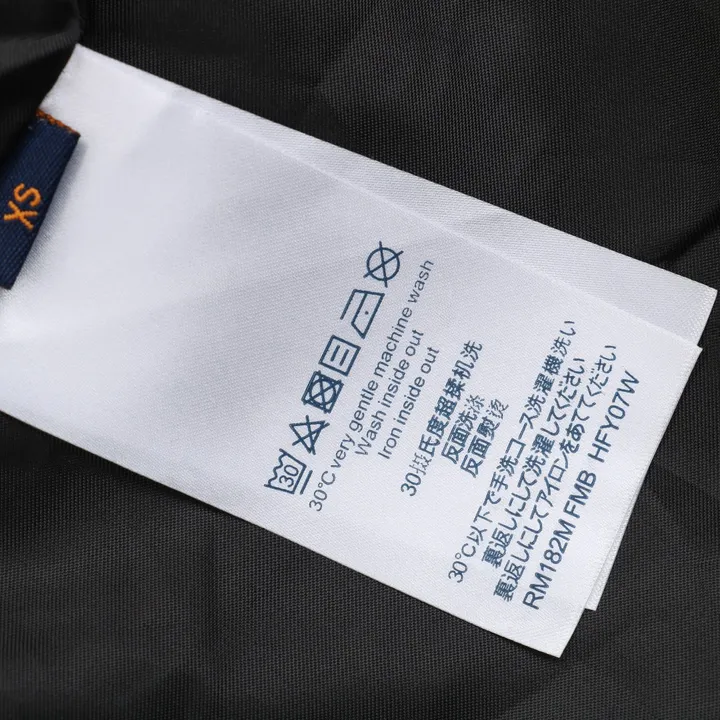 XS
30
30°C very gentle machine wash
Wash inside out
Iron inside out
30摄氏度超柔机洗
反面洗涤
反面熨烫
30°C以下で手洗コース洗濯機洗い
裏返しにして洗濯してください
裏返しにしてアイロンをあててください
RM182M FMB HFY07W